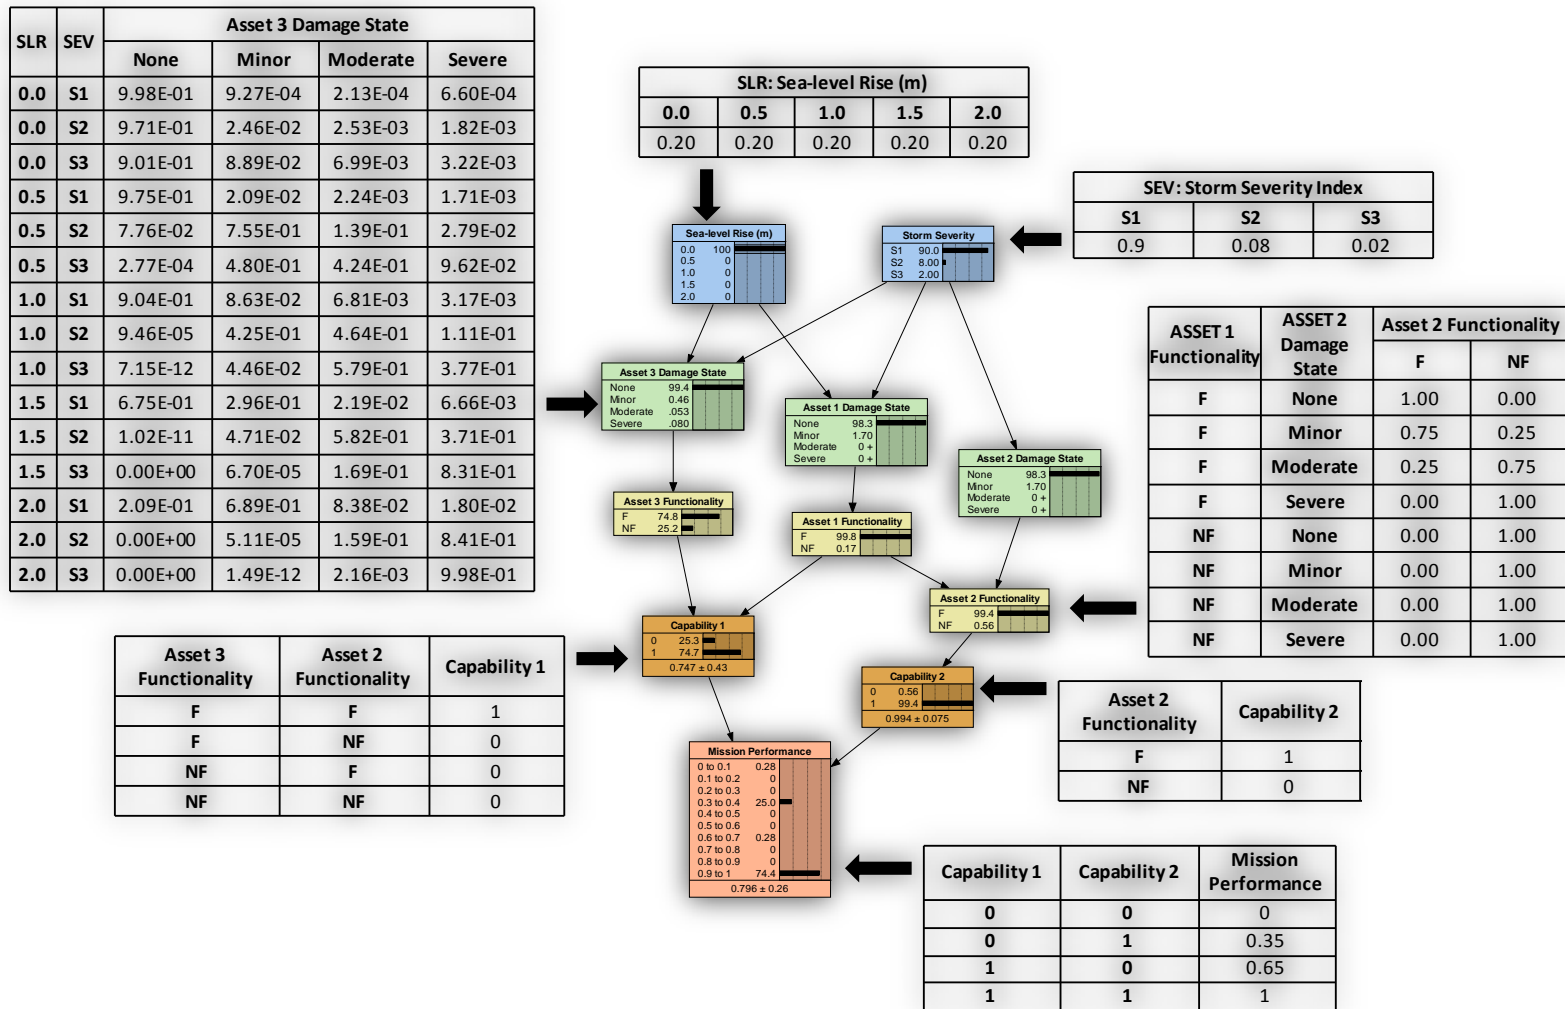 SLR SEV Asset 3 Damage State
None Minor Moderate Severe
0.0 S1 9.98E-01 9.27E-04 2.13E-04 6.60E-04
0.0 S2 9.71E-01 2.46E-02 2.53E-03 1.82E-03
0.0 S3 9.01E-01 8.89E-02 6.99E-03 3.22E-03
0.5 S1 9.75E-01 2.09E-02 2.24E-03 1.71E-03
0.5 S2 7.76E-02 7.55E-01 1.39E-01 2.79E-02
0.5 S3 2.77E-04 4.80E-01 4.24E-01 9.62E-02
1.0 S1 9.04E-01 8.63E-02 6.81E-03 3.17E-03
1.0 S2 9.46E-05 4.25E-01 4.64E-01 1.11E-01
1.0 S3 7.15E-12 4.46E-02 5.79E-01 3.77E-01
1.5 S1 6.75E-01 2.96E-01 2.19E-02 6.66E-03
1.5 S2 1.02E-11 4.71E-02 5.82E-01 3.71E-01
1.5 S3 0.00E+00 6.70E-05 1.69E-01 8.31E-01
2.0 S1 2.09E-01 6.89E-01 8.38E-02 1.80E-02
2.0 S2 0.00E+00 5.11E-05 1.59E-01 8.41E-01
2.0 S3 0.00E+00 1.49E-12 2.16E-03 9.98E-01
SLR: Sea-level Rise (m)
0.0 0.5 1.0 1.5 2.0
0.20 0.20 0.20 0.20 0.20
SEV: Storm Severity Index
S1 S2 S3
0.9 0.08 0.02
Sea-level Rise (m)
0.0 100
0.5 0
1.0 0
1.5 0
2.0 0
Storm Severity
S1 90.0
S2 8.00
S3 2.00
Asset 3 Damage State
None 99.4
Minor 0.46
Moderate .053
Severe .080
Asset 1 Damage State
None 98.3
Minor 1.70
Moderate 0 +
Severe 0 +
Asset 2 Damage State
None 98.3
Minor 1.70
Moderate 0 +
Severe 0 +
ASSET 1
Functionality
ASSET 2
Damage
State
Asset 2 Functionality
F NF
F None 1.00 0.00
F Minor 0.75 0.25
F Moderate 0.25 0.75
F Severe 0.00 1.00
NF None 0.00 1.00
NF Minor 0.00 1.00
NF Moderate 0.00 1.00
NF Severe 0.00 1.00
Asset 3 Functionality
F 74.8
NF 25.2
Asset 1 Functionality
F 99.8
NF 0.17
Asset 2 Functionality
F 99.4
NF 0.56
Capability 1
0 25.3
1 74.7
0.747 ± 0.43
Capability 2
0 0.56
1 99.4
0.994 ± 0.075
Asset 3
Functionality
Asset 2
Functionality
Capability 1
F F 1
F NF 0
NF F 0
NF NF 0
Asset 2
Functionality
Capability 2
F 1
NF 0
Mission Performance
0 to 0.1 0.28
0.1 to 0.2 0
0.2 to 0.3 0
0.3 to 0.4 25.0
0.4 to 0.5 0
0.5 to 0.6 0
0.6 to 0.7 0.28
0.7 to 0.8 0
0.8 to 0.9 0
0.9 to 1 74.4
0.796 ± 0.26
Capability 1 Capability 2 Mission
Performance
0 0 0
0 1 0.35
1 0 0.65
1 1 1